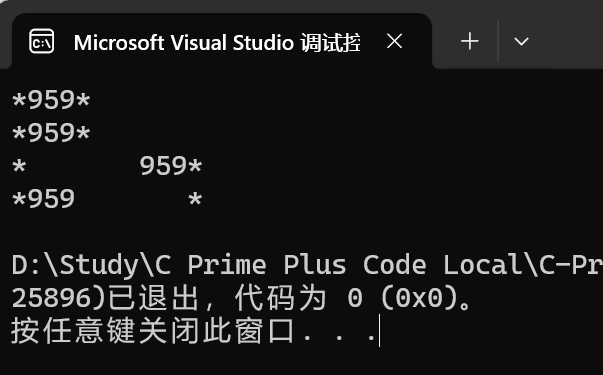 Microsoft Visual Studio 调试控
*959*
*959*
*       959*
*959       *
D:\Study\C Prime Plus Code Local\C-Pr
25896)已退出，代码为 0 (0x0)。
按任意键关闭此窗口. . .